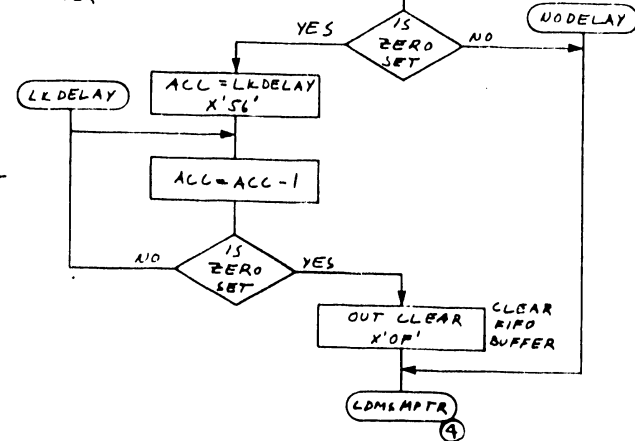 NODELAY
YES
IS
ZERO
SET
NO
LKDELAY
ACC = LKDELAY
X'56'
ACC = ACC - 1
NO
IS
ZERO
SET
YES
OUT CLEAR
X'0F'
CLEAR
FIFO
BUFFER
LDMSMPTR
4